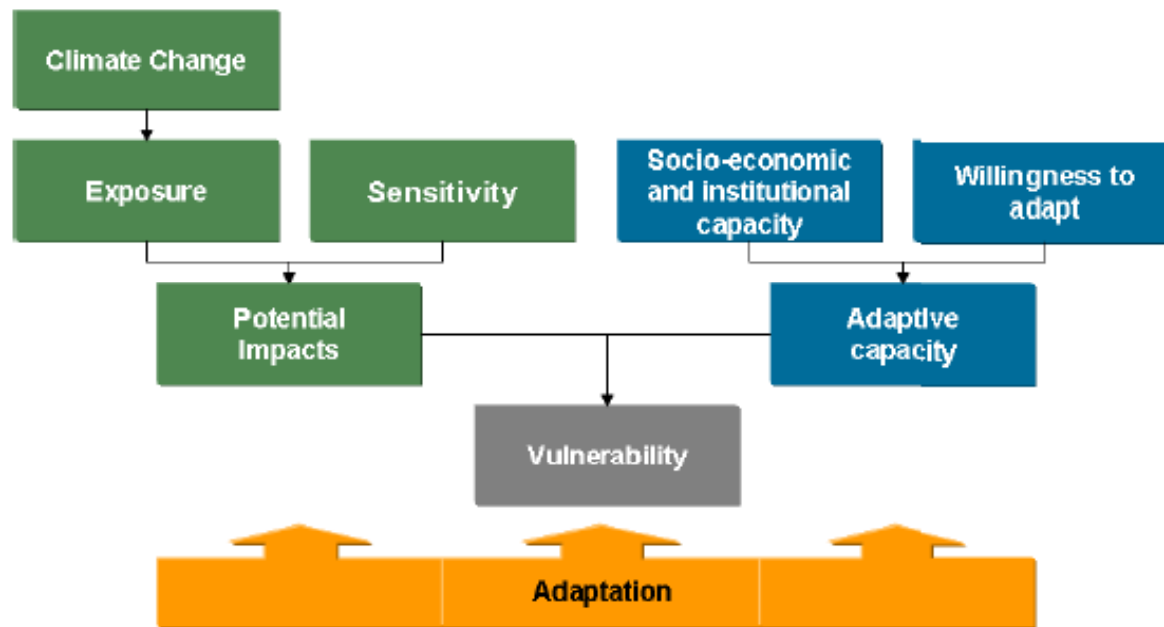 Climate Change
Exposure
Sensitivity
Socio-economic
and institutional
capacity
Willingness to
adapt
Potential
Impacts
Adaptive
capacity
Vulnerability
Adaptation